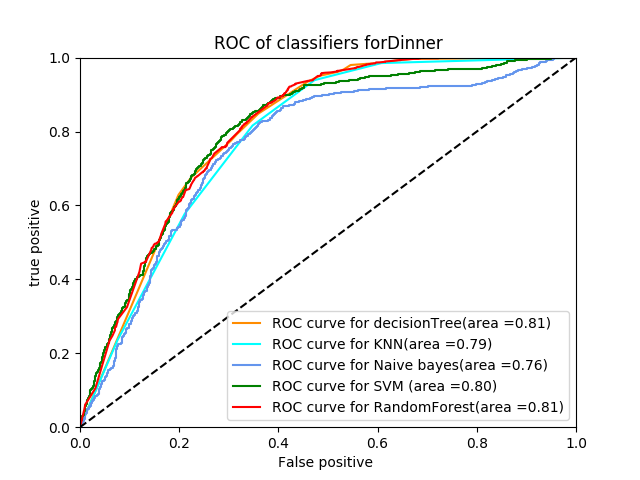 ROC of classifiers forDinner
true positive
1.0
0.8
0.6
0.4
0.2
0.0
ROC curve for decisionTree(area =0.81)
ROC curve for KNN(area =0.79)
ROC curve for Naive bayes(area =0.76)
ROC curve for SVM (area =0.80)
ROC curve for RandomForest(area =0.81)
0.0 0.2 0.4 0.6 0.8 1.0
False positive